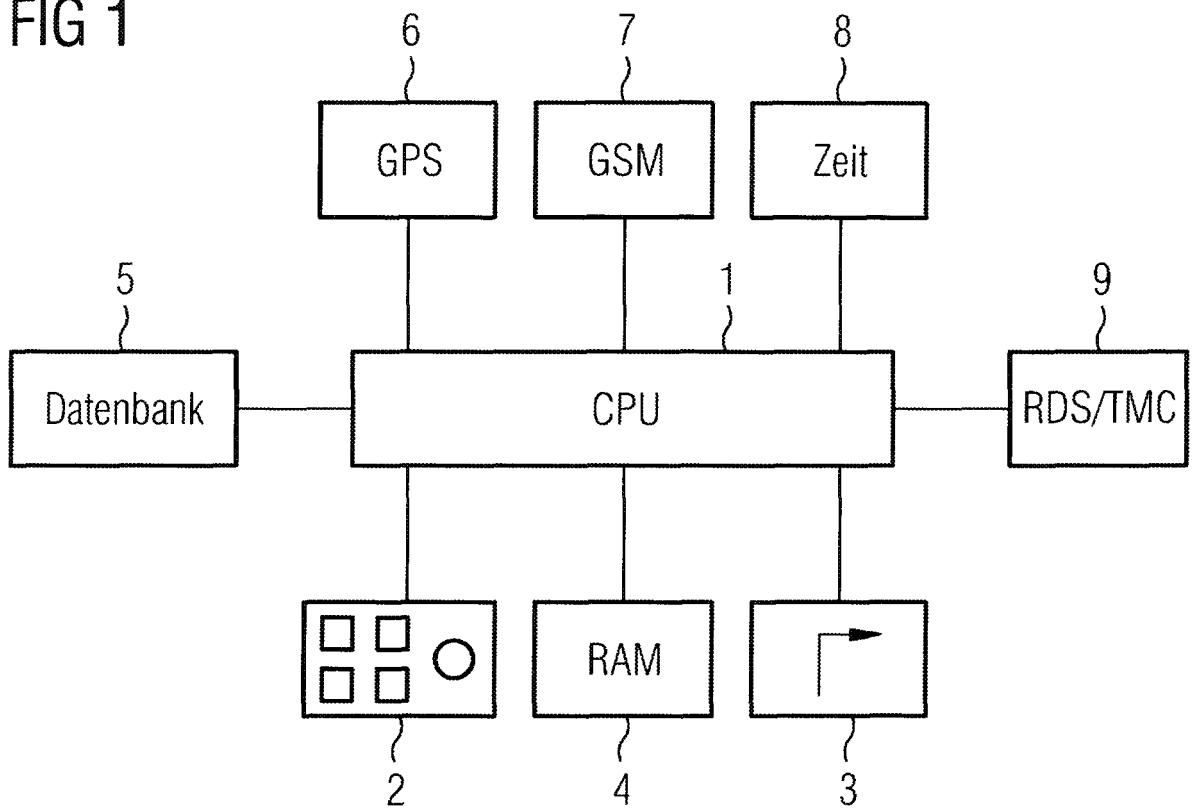 FIG 1
6
7
8
GPS
GSM
Zeit
5
1
9
Datenbank
CPU
RDS/TMC
RAM
2
4
3